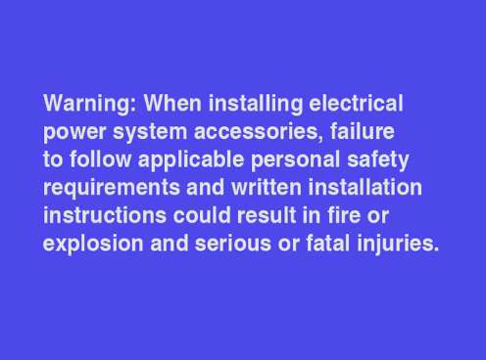 Warning: When installing electrical
power system accessories, failure
to follow applicable personal safety
requirements and written installation
instructions could result in fire or
explosion and serious or fatal injuries.